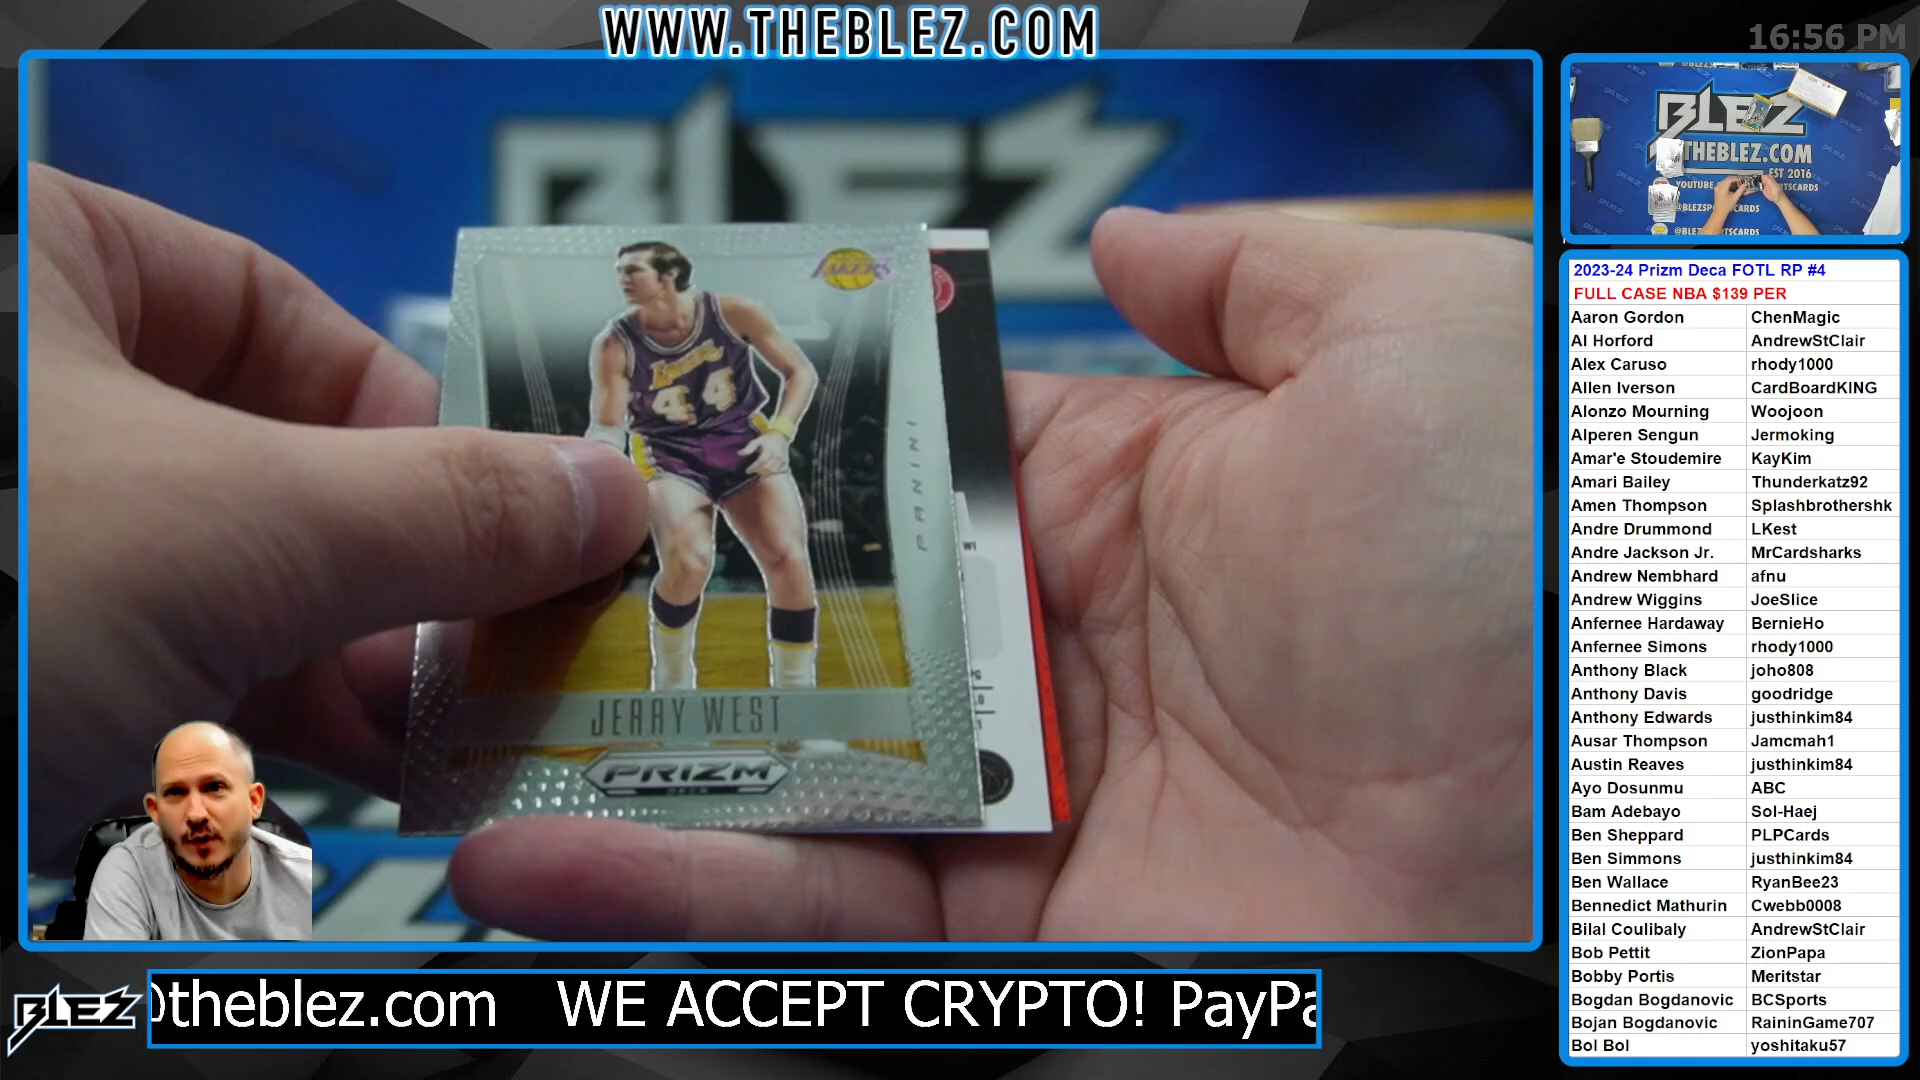 WWW.THEBLEZ.COM
16:56 PM
BLEZ
LAKERS
44
PANINI
JERRY WEST
PRIZM
BLEZ
THEBLEZ.COM
EST 2016
YOUTUBE
@BLEZ
2023-24 Prizm Deca FOTL RP #4
FULL CASE NBA $139 PER
Aaron Gordon ChenMagic
Al Horford AndrewStClair
Alex Caruso rhody1000
Allen Iverson CardBoardKING
Alonzo Mourning Woojoon
Alperen Sengun Jermoking
Amar'e Stoudemire KayKim
Amari Bailey Thunderkatz92
Amen Thompson Splashbrothershk
Andre Drummond LKest
Andre Jackson Jr. MrCardsharks
Andrew Nembhard afnu
Andrew Wiggins JoeSlice
Anfernee Hardaway BernieHo
Anfernee Simons rhody1000
Anthony Black joho808
Anthony Davis goodridge
Anthony Edwards justhinkim84
Ausar Thompson Jamcmah1
Austin Reaves justhinkim84
Ayo Dosunmu ABC
Bam Adebayo Sol-Haej
Ben Sheppard PLPCards
Ben Simmons justhinkim84
Ben Wallace RyanBee23
Bennedict Mathurin Cwebb0008
Bilal Coulibaly AndrewStClair
Bob Pettit ZionPapa
Bobby Portis Meritstar
Bogdan Bogdanovic BCSports
Bojan Bogdanovic RaininGame707
Bol Bol yoshitaku57
BLEZ
@theblez.com WE ACCEPT CRYPTO! PayPa